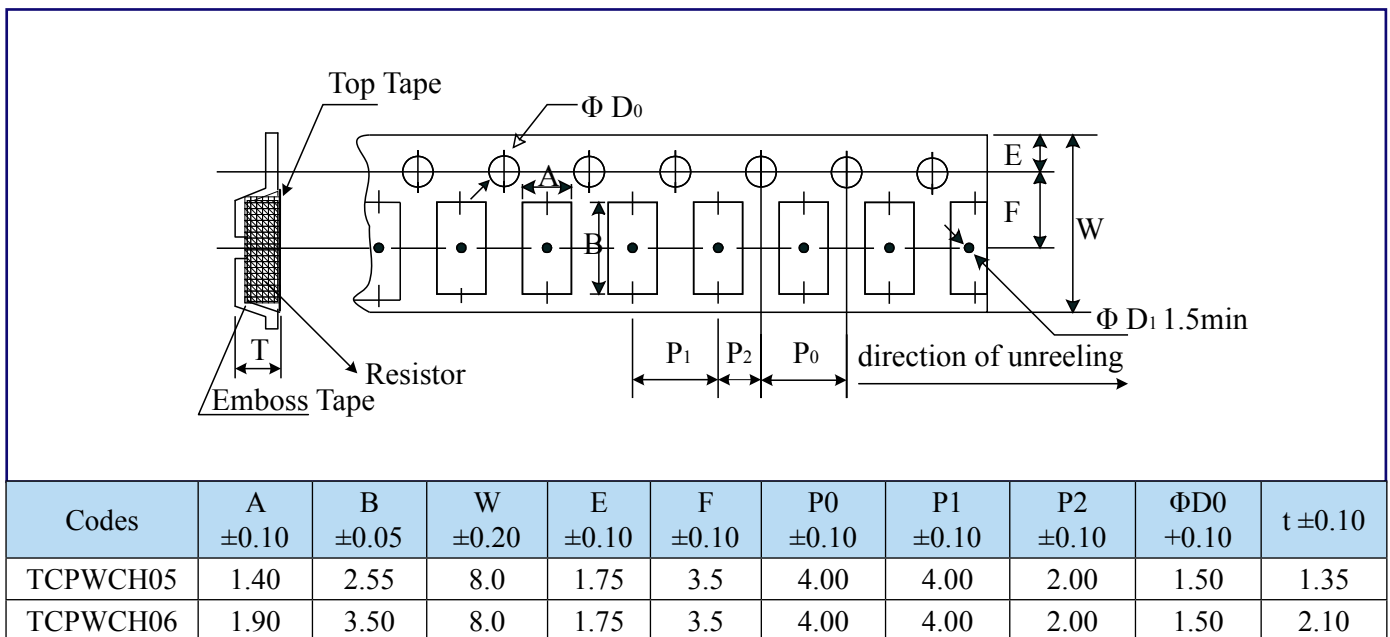 Top Tape
Φ D0
A
E
F
B
W
Φ D1 1.5min
T
P1
P2
P0
direction of unreeling
Resistor
Emboss Tape
Codes A ±0.10 B ±0.05 W ±0.20 E ±0.10 F ±0.10 P0 ±0.10 P1 ±0.10 P2 ±0.10 ΦD0 +0.10 t ±0.10
TCPWCH05 1.40 2.55 8.0 1.75 3.5 4.00 4.00 2.00 1.50 1.35
TCPWCH06 1.90 3.50 8.0 1.75 3.5 4.00 4.00 2.00 1.50 2.10